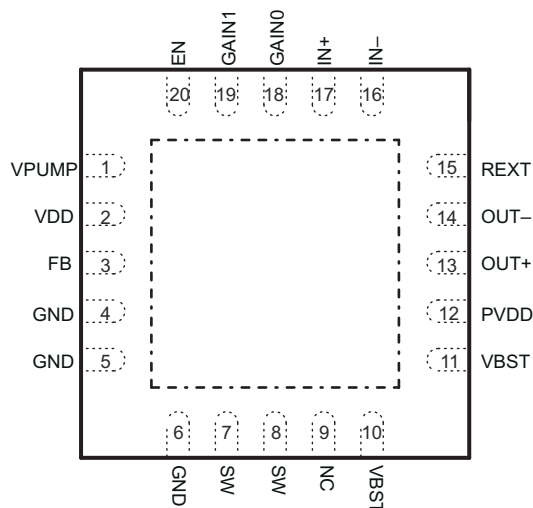 EN GAIN1 GAIN0 IN+ IN–
20 19 18 17 16
VPUMP 1 15 REXT
VDD 2 14 OUT–
FB 3 13 OUT+
GND 4 12 PVDD
GND 5 11 VBST
6 7 8 9 10
GND SW SW NC VBST